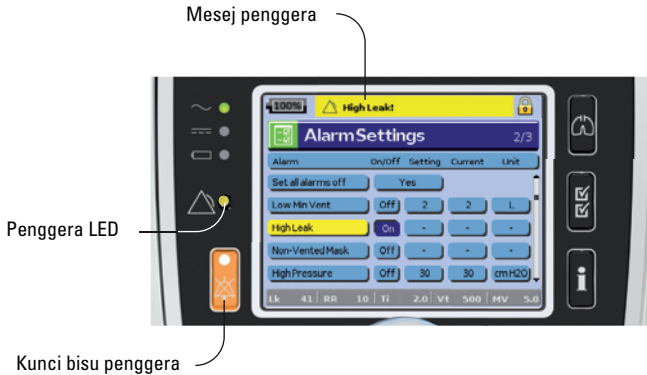 Mesej penggera
100%
High Leak!
Alarm Settings 2/3
Alarm On/Off Setting Current Unit
Set all alarms off Yes
Low Min Vent Off 2 2 L
High Leak On - - -
Non-Vented Mask Off - - -
High Pressure Off 30 30 cmH2O
Lk 41 RR 10 Ti 2.0 Vt 500 MV 5.0
Penggera LED
Kunci bisu penggera